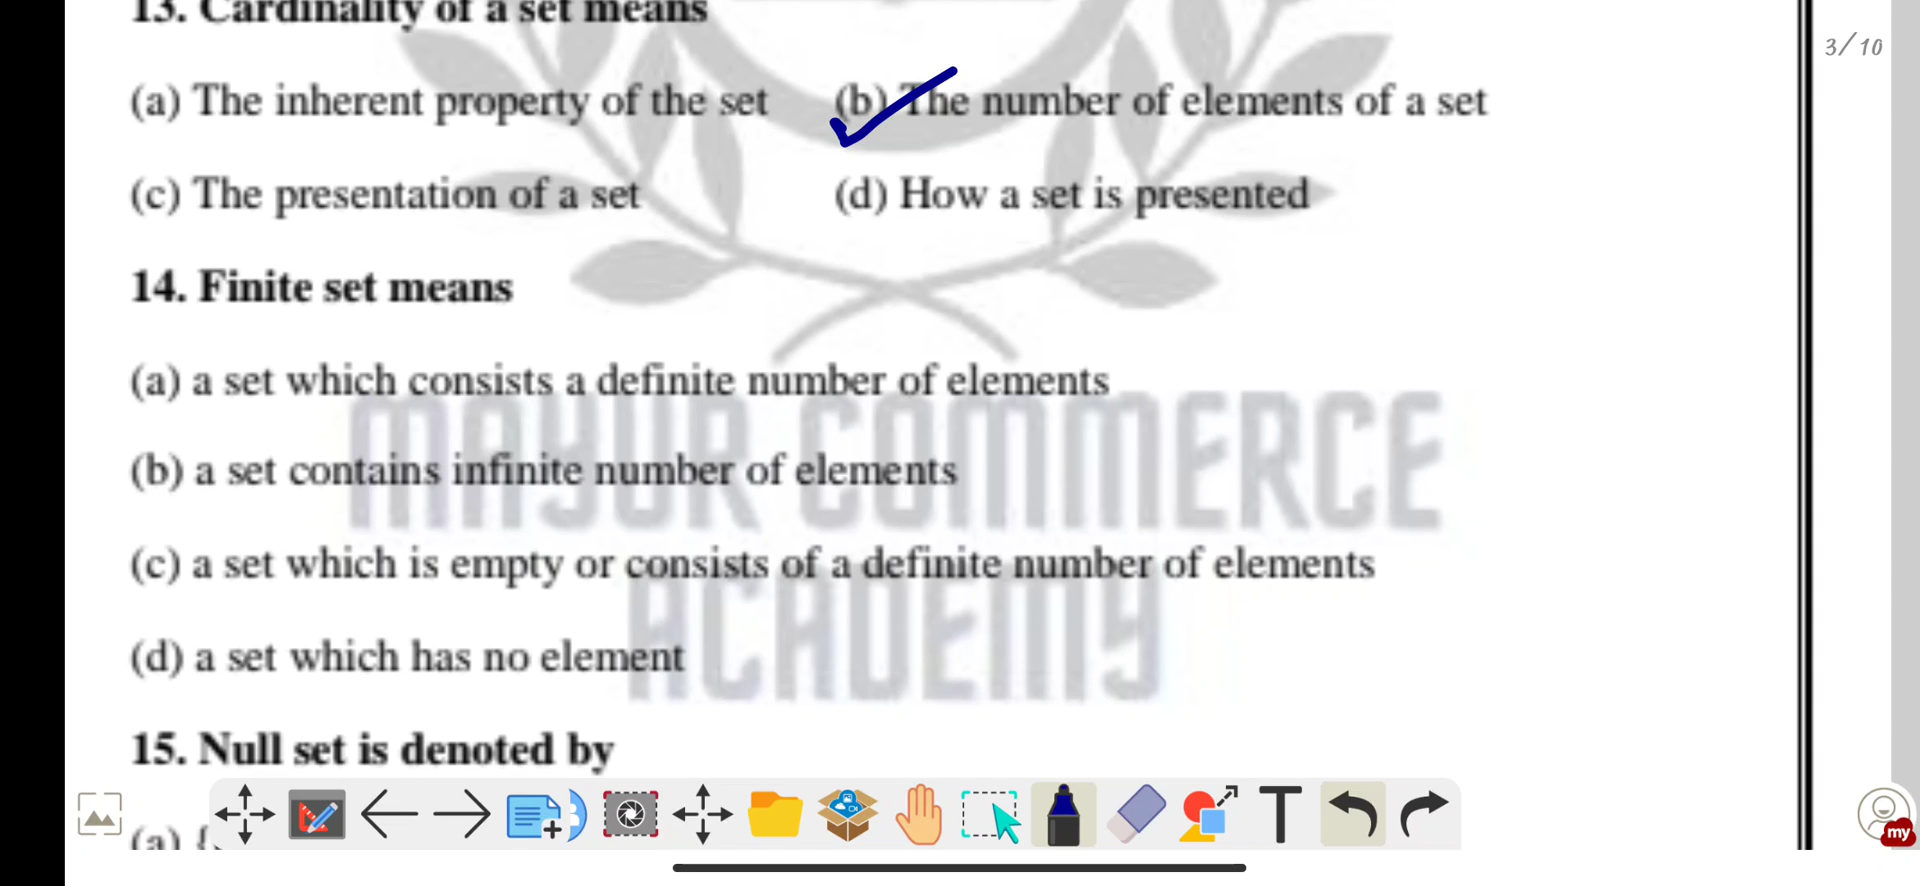 13. Cardinality of a set means
3/10
(a) The inherent property of the set (b) The number of elements of a set
(c) The presentation of a set (d) How a set is presented
14. Finite set means
(a) a set which consists a definite number of elements
MAYUR COMMERCE
(b) a set contains infinite number of elements
(c) a set which is empty or consists of a definite number of elements
ACADEMY
(d) a set which has no element
15. Null set is denoted by
(a) {
T
my